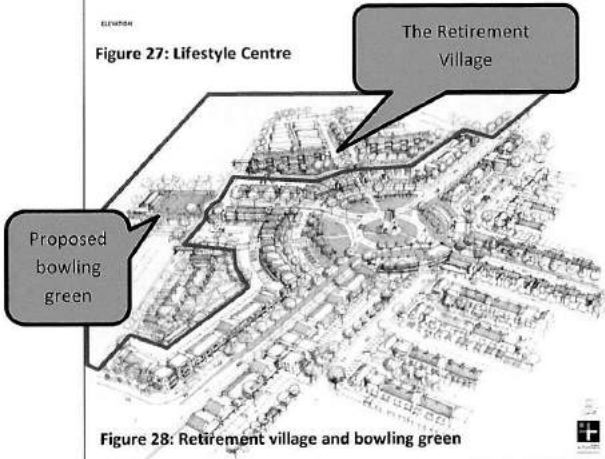 ELEVATION
Figure 27: Lifestyle Centre
The Retirement
Village
Proposed
bowling
green
Figure 28: Retirement village and bowling green